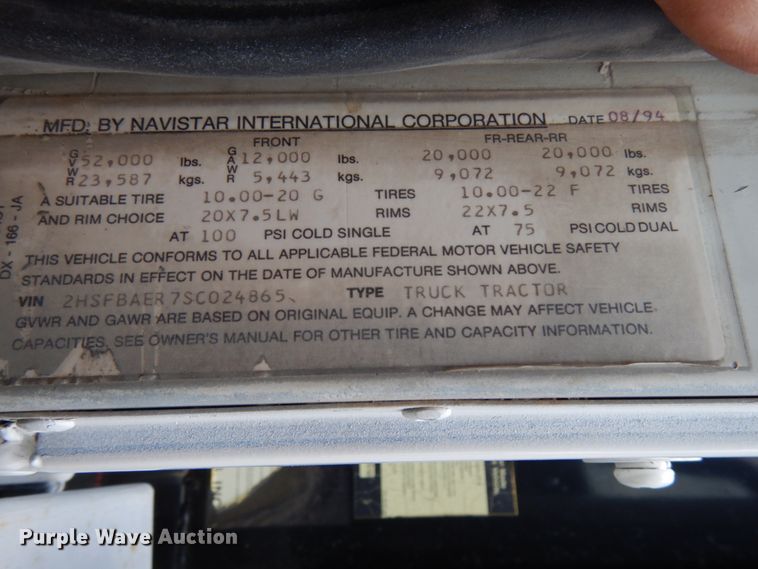 MFD. BY NAVISTAR INTERNATIONAL CORPORATION DATE 08/94
FRONT FR-REAR-RR
GVWR 52,000 lbs. GAWR 12,000 lbs. 20,000 20,000 lbs.
23,587 kgs. 5,443 kgs. 9,072 9,072 kgs.
A SUITABLE TIRE 10.00-20 G TIRES 10.00-22 F TIRES
AND RIM CHOICE 20X7.5LW RIMS 22X7.5 RIMS
AT 100 PSI COLD SINGLE AT 75 PSI COLD DUAL
THIS VEHICLE CONFORMS TO ALL APPLICABLE FEDERAL MOTOR VEHICLE SAFETY
STANDARDS IN EFFECT ON THE DATE OF MANUFACTURE SHOWN ABOVE.
VIN 2HSFBAER7SC024865 TYPE TRUCK TRACTOR
GVWR AND GAWR ARE BASED ON ORIGINAL EQUIP. A CHANGE MAY AFFECT VEHICLE
CAPACITIES. SEE OWNER'S MANUAL FOR OTHER TIRE AND CAPACITY INFORMATION.
DX - 166 - JA
Purple Wave Auction